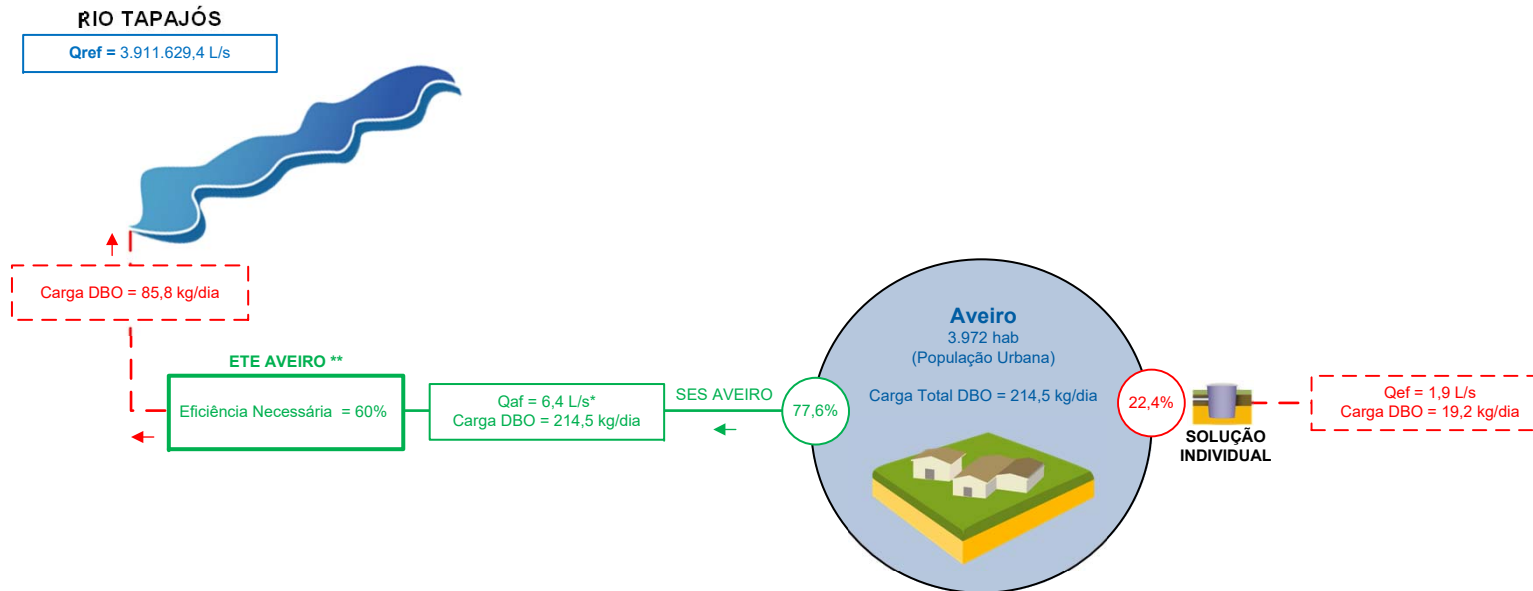 RIO TAPAJÓS
Qref = 3.911.629,4 L/s
Carga DBO = 85,8 kg/dia
ETE AVEIRO **
Eficiência Necessária = 60%
Qaf = 6,4 L/s*
Carga DBO = 214,5 kg/dia
SES AVEIRO
77,6%
Aveiro
3.972 hab
(População Urbana)
Carga Total DBO = 214,5 kg/dia
22,4%
SOLUÇÃO
INDIVIDUAL
Qef = 1,9 L/s
Carga DBO = 19,2 kg/dia